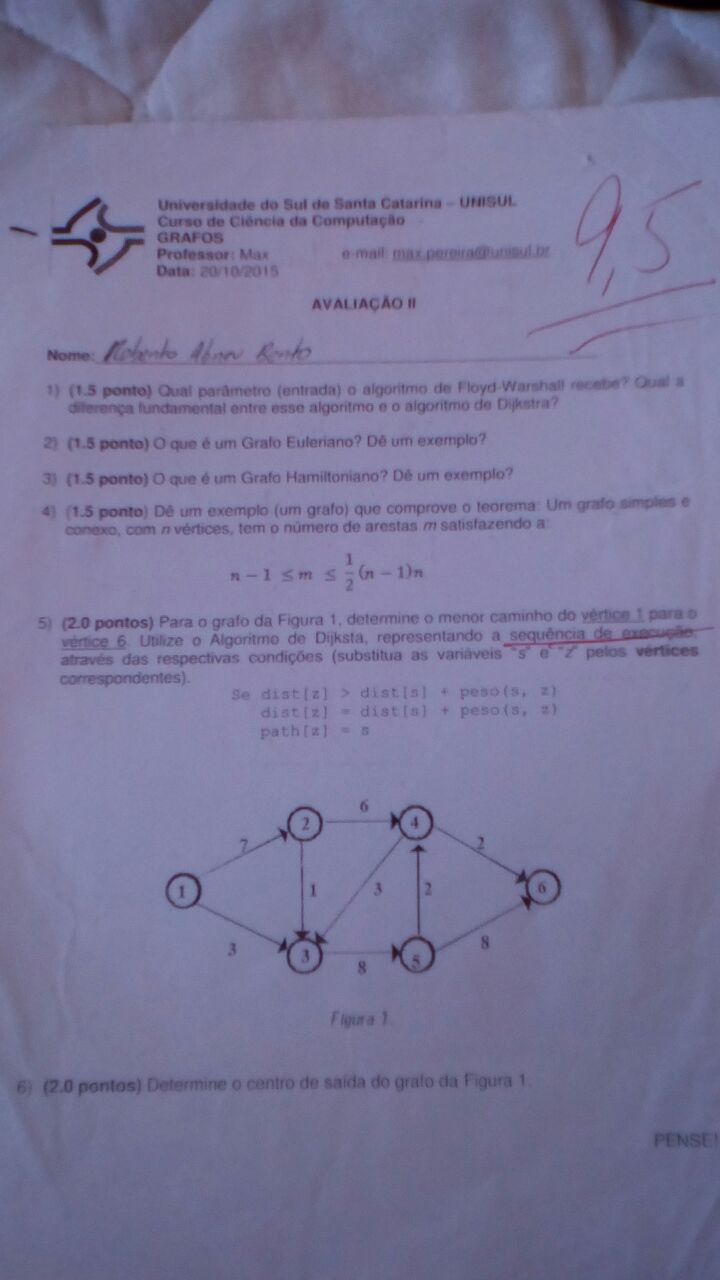 Universidade do Sul de Santa Catarina – UNISUL
Curso de Ciência da Computação
GRAFOS
Professor: Max e-mail: max.pereira@unisul.br
Data: 20/10/2015
9,5
AVALIAÇÃO II
Nome: Roberto Abreu
1) (1.5 ponto) Qual parâmetro (entrada) o algoritmo de Floyd-Warshall recebe? Qual a
diferença fundamental entre esse algoritmo e o algoritmo de Dijkstra?
2) (1.5 ponto) O que é um Grafo Euleriano? Dê um exemplo?
3) (1.5 ponto) O que é um Grafo Hamiltoniano? Dê um exemplo?
4) (1.5 ponto) Dê um exemplo (um grafo) que comprove o teorema: Um grafo simples e
conexo, com n vértices, tem o número de arestas m satisfazendo a:
n − 1 ≤ m ≤ 1/2 (n − 1)n
5) (2.0 pontos) Para o grafo da Figura 1, determine o menor caminho do vértice 1 para o
vértice 6. Utilize o Algoritmo de Dijksta, representando a sequência de execução,
através das respectivas condições (substitua as variáveis "s" e "z" pelos vértices
correspondentes).
Se dist[z] > dist[s] + peso(s, z)
dist[z] = dist[s] + peso(s, z)
path[z] = s
6
2 4
7 2
1 1 3 2 6
3 8
3 5
8
Figura 1.
6) (2.0 pontos) Determine o centro de saída do grafo da Figura 1.
PENSE!